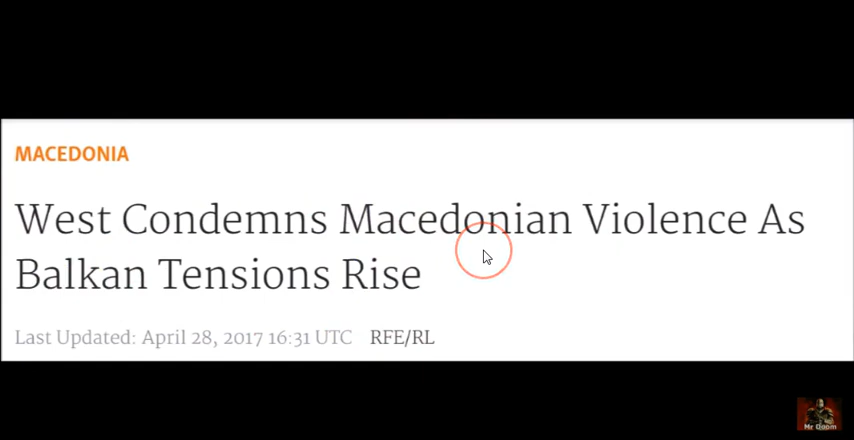 MACEDONIA
West Condemns Macedonian Violence As
Balkan Tensions Rise
Last Updated: April 28, 2017 16:31 UTC RFE/RL
Mr Doom